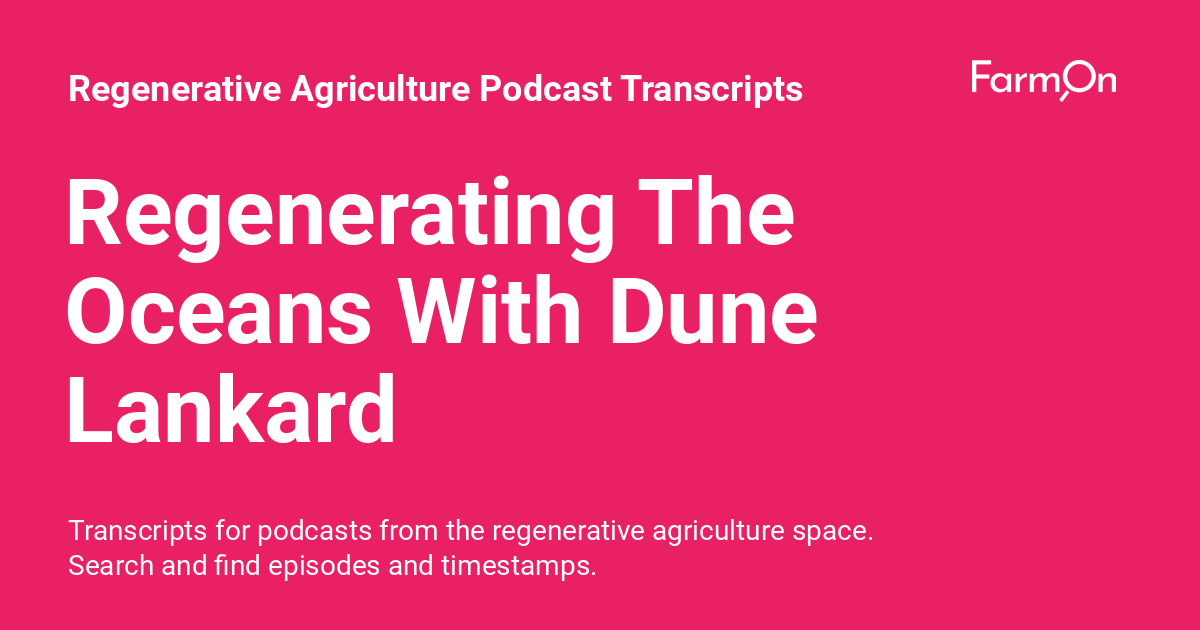 Regenerative Agriculture Podcast Transcripts
FarmOn
Regenerating The
Oceans With Dune
Lankard
Transcripts for podcasts from the regenerative agriculture space.
Search and find episodes and timestamps.